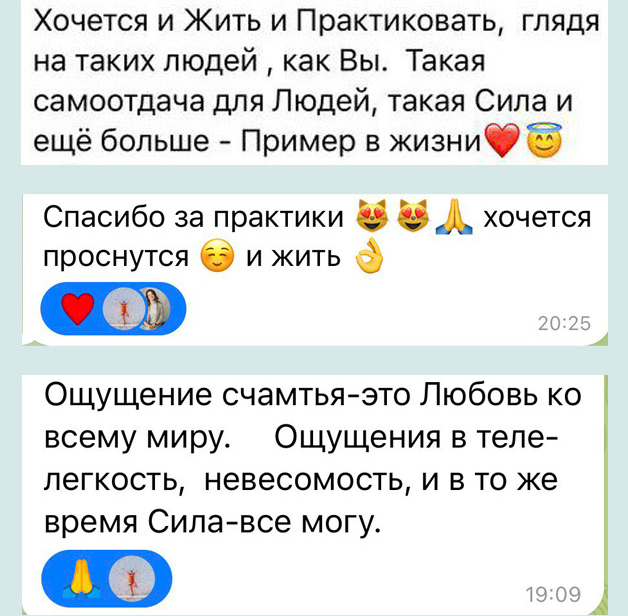 Хочется и Жить и Практиковать, глядя
на таких людей , как Вы. Такая
самоотдача для Людей, такая Сила и
ещё больше - Пример в жизни❤️😇
Спасибо за практики 😻😻🙏 хочется
проснутся ☺️ и жить 👌
20:25
Ощущение счамтья-это Любовь ко
всему миру. Ощущения в теле-
легкость, невесомость, и в то же
время Сила-все могу.
19:09